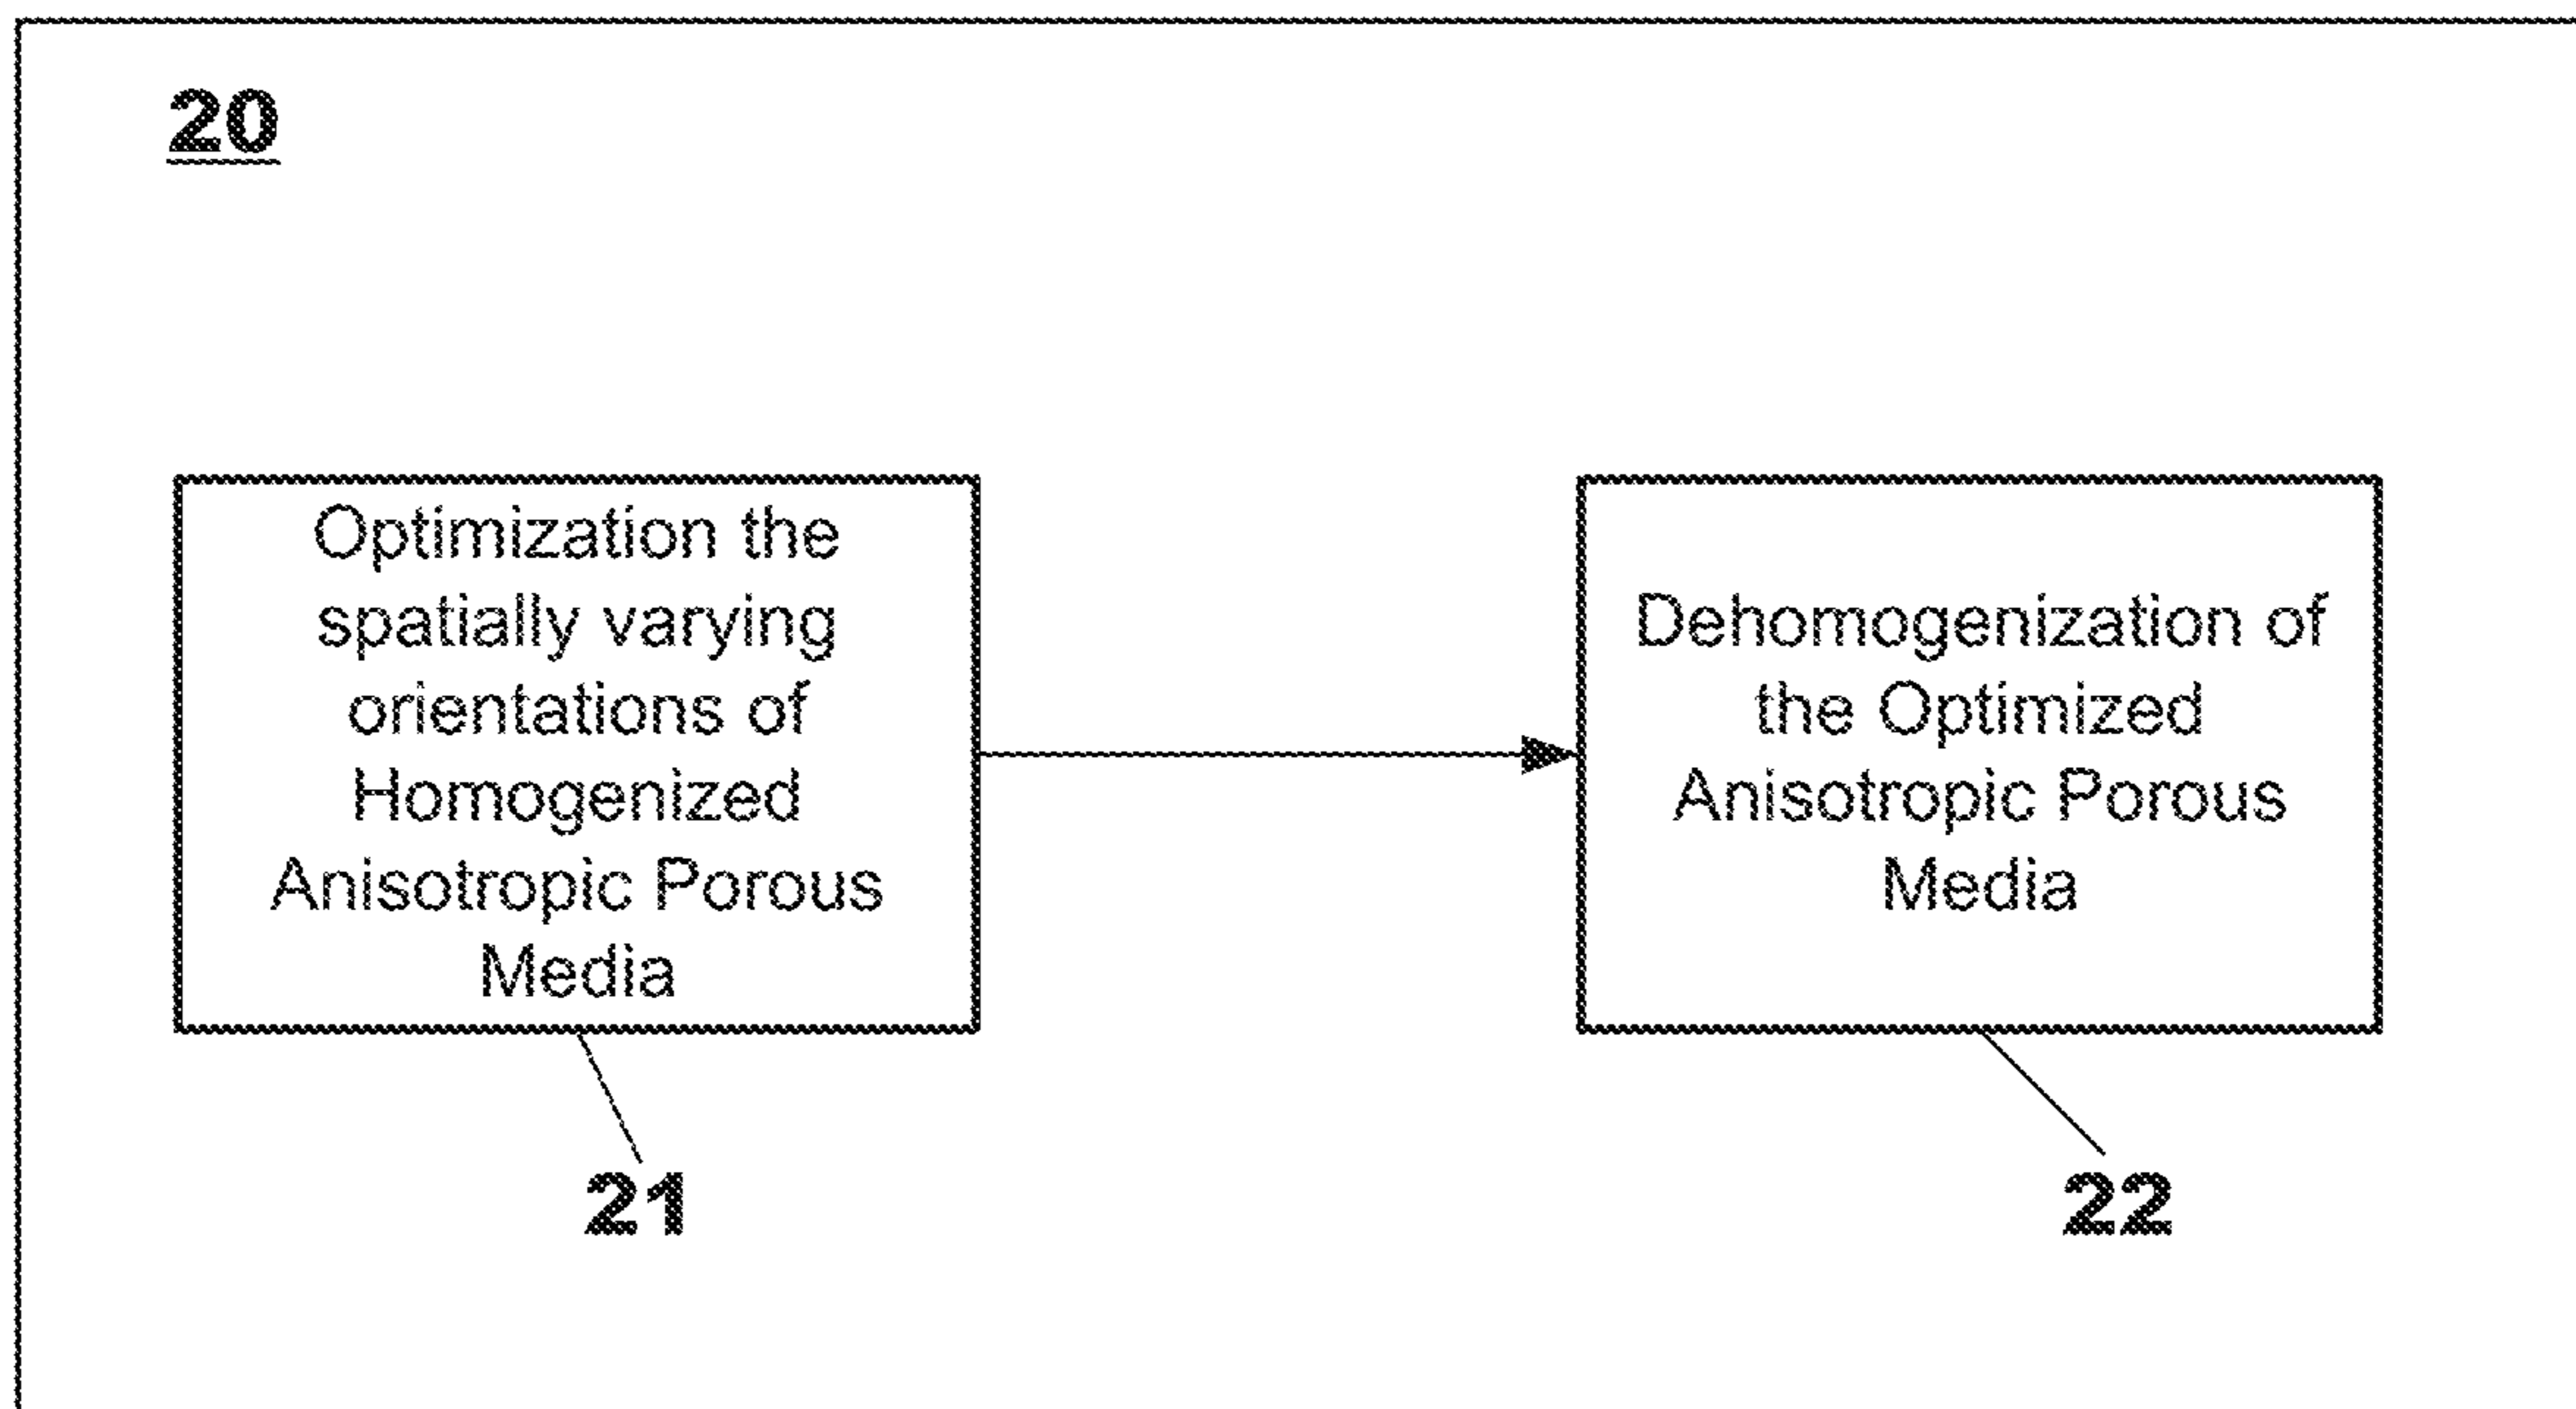 20
Optimization the
spatially varying
orientations of
Homogenized
Anisotropic Porous
Media
Dehomogenization of
the Optimized
Anisotropic Porous
Media
21
22